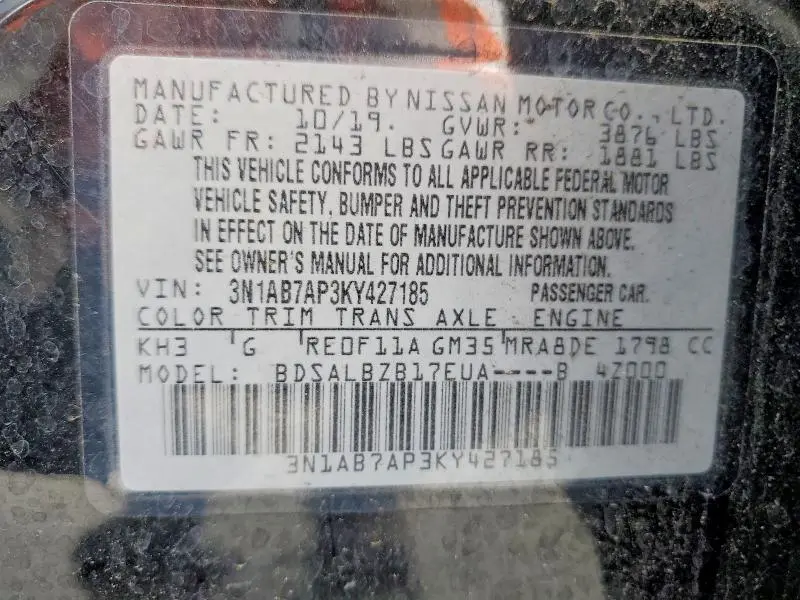 MANUFACTURED BY NISSAN MOTOR CO., LTD.
DATE: 10/19. GVWR: 3876 LBS
GAWR FR: 2143 LBS GAWR RR: 1881 LBS
THIS VEHICLE CONFORMS TO ALL APPLICABLE FEDERAL MOTOR
VEHICLE SAFETY, BUMPER AND THEFT PREVENTION STANDARDS
IN EFFECT ON THE DATE OF MANUFACTURE SHOWN ABOVE.
SEE OWNER'S MANUAL FOR ADDITIONAL INFORMATION.
VIN: 3N1AB7AP3KY427185 PASSENGER CAR.
COLOR TRIM TRANS AXLE ENGINE
KH3 G RE0F11A GM35 MRA8DE 1798 CC
MODEL: BDSALBZB17EUA----B 4Z000
3N1AB7AP3KY427185